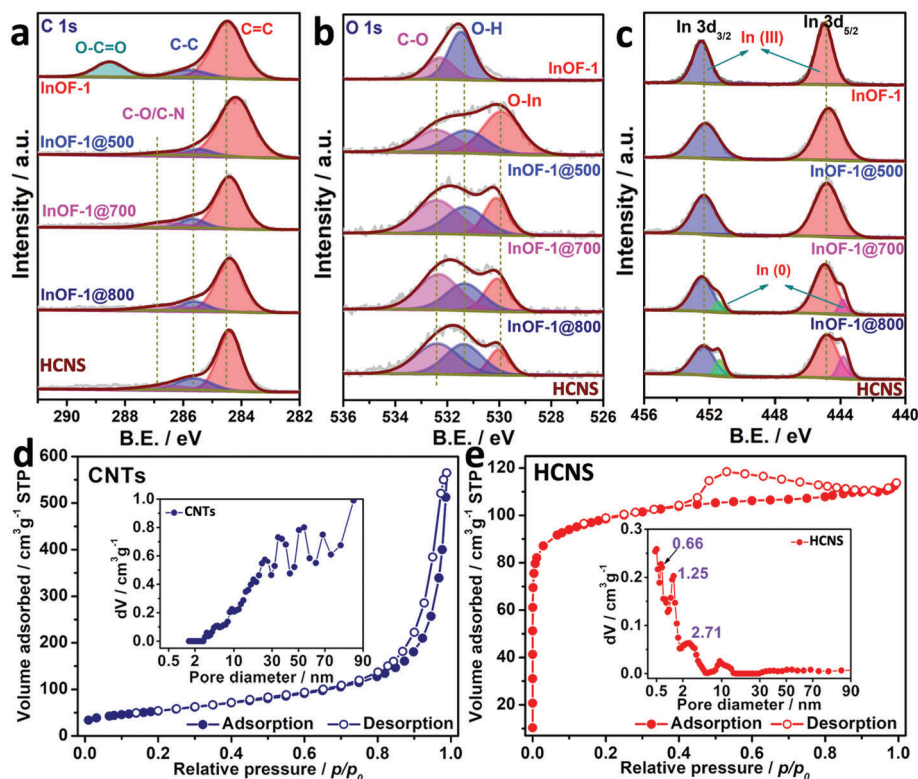 a
C 1s
C=C
C-C
O-C=O
InOF-1
C-O/C-N
InOF-1@500
InOF-1@700
InOF-1@800
HCNS
Intensity / a.u.
290 288 286 284 282
B.E. / eV
b
O 1s
O-H
C-O
InOF-1
O-In
InOF-1@500
InOF-1@700
InOF-1@800
HCNS
Intensity / a.u.
536 534 532 530 528 526
B.E. / eV
c
In 3d3/2 In 3d5/2
In (III)
InOF-1
InOF-1@500
InOF-1@700
In (0)
InOF-1@800
HCNS
Intensity / a.u.
456 452 448 444 440
B.E. / eV
d
CNTs
Volume adsorbed / cm3g-1 STP
600
500
400
300
200
100
0
0.0 0.2 0.4 0.6 0.8 1.0
Relative pressure / p/p0
Adsorption Desorption
CNTs
dV / cm3g-1
1.0
0.8
0.6
0.4
0.2
0.0
0.5 2 10 30 50 70 90
Pore diameter / nm
e
HCNS
Volume adsorbed / cm3g-1 STP
120
100
80
60
40
20
0.0 0.2 0.4 0.6 0.8 1.0
Relative pressure / p/p0
Adsorption Desorption
HCNS
0.66
1.25
2.71
dV / cm3g-1
0.3
0.2
0.1
0.0
0.5 2 10 30 50 70 90
Pore diameter / nm